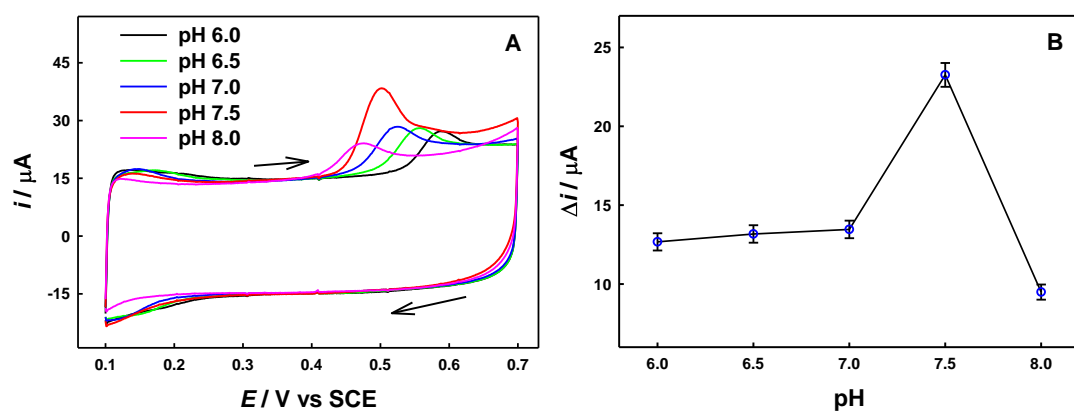 A
pH 6.0
pH 6.5
pH 7.0
pH 7.5
pH 8.0
45
30
15
0
-15
i / μA
0.1 0.2 0.3 0.4 0.5 0.6 0.7
E / V vs SCE
B
25
20
15
10
Δi / μA
6.0 6.5 7.0 7.5 8.0
pH